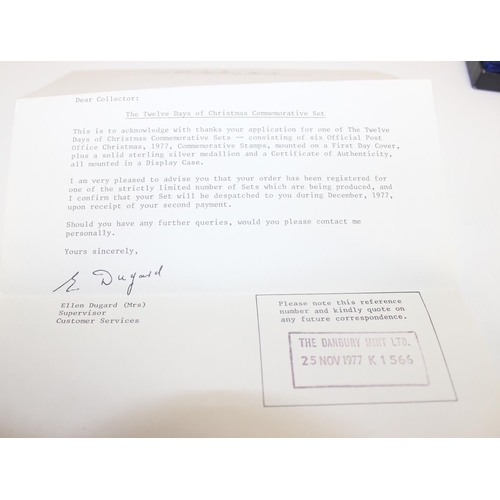 Dear Collector:
The Twelve Days of Christmas Commemorative Set
This is to acknowledge with thanks your application for one of The Twelve
Days of Christmas Commemorative Sets -- consisting of six Official Post
Office Christmas, 1977, Commemorative Stamps, mounted on a First Day Cover,
plus a solid sterling silver medallion and a Certificate of Authenticity,
all mounted in a Display Case.
I am very pleased to advise you that your order has been registered for
one of the strictly limited number of Sets which are being produced, and
I confirm that your Set will be despatched to you during December, 1977,
upon receipt of your second payment.
Should you have any further queries, would you please contact me
personally.
Yours sincerely,
E Dugard
Ellen Dugard (Mrs)
Supervisor
Customer Services
Please note this reference
number and kindly quote on
any future correspondence.
THE DANBURY MINT LTD.
25 NOV 1977 K 1566